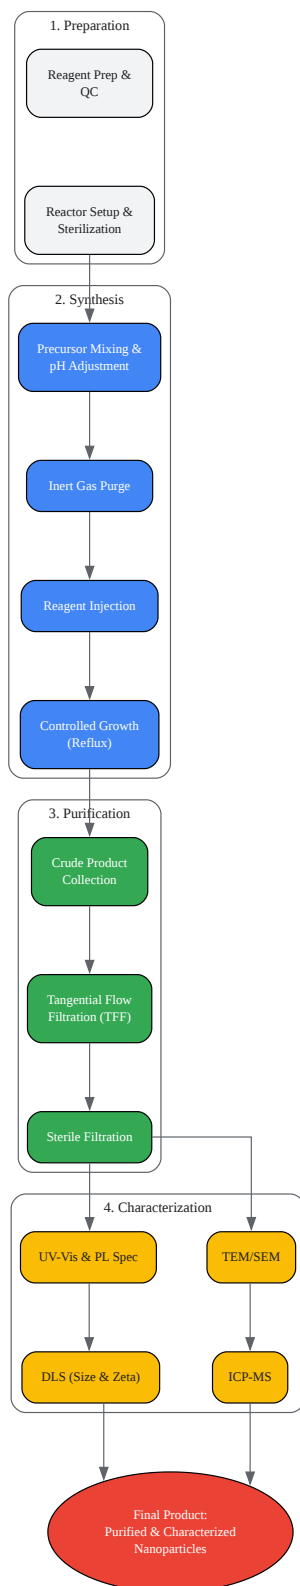 1. Preparation
Reagent Prep &
QC
Reactor Setup &
Sterilization
2. Synthesis
Precursor Mixing &
pH Adjustment
Inert Gas Purge
Reagent Injection
Controlled Growth
(Reflux)
3. Purification
Crude Product
Collection
Tangential Flow
Filtration (TFF)
Sterile Filtration
4. Characterization
UV-Vis & PL Spec
TEM/SEM
DLS (Size & Zeta)
ICP-MS
Final Product:
Purified & Characterized
Nanoparticles